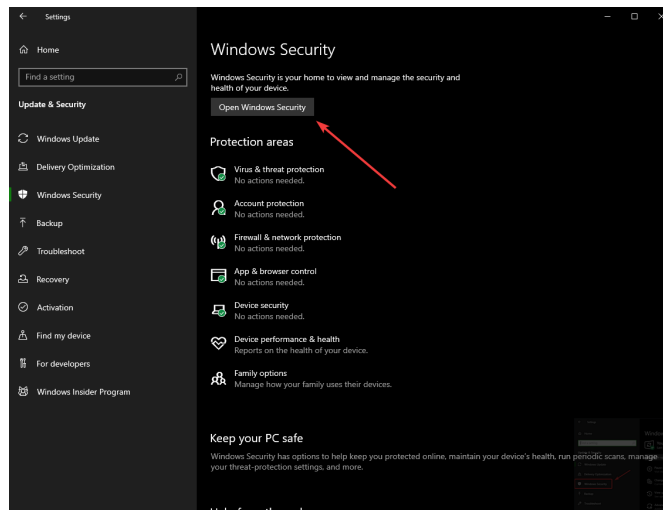 Settings
Home
Find a setting
Update & Security
Windows Update
Delivery Optimization
Windows Security
Backup
Troubleshoot
Recovery
Activation
Find my device
For developers
Windows Insider Program
Windows Security
Windows Security is your home to view and manage the security and
health of your device.
Open Windows Security
Protection areas
Virus & threat protection
No actions needed.
Account protection
No actions needed.
Firewall & network protection
No actions needed.
App & browser control
No actions needed.
Device security
No actions needed.
Device performance & health
Reports on the health of your device.
Family options
Manage how your family uses their devices.
Keep your PC safe
Windows Security has options to help keep you protected online, maintain your device's health, run periodic scans, manage
your threat-protection settings, and more.